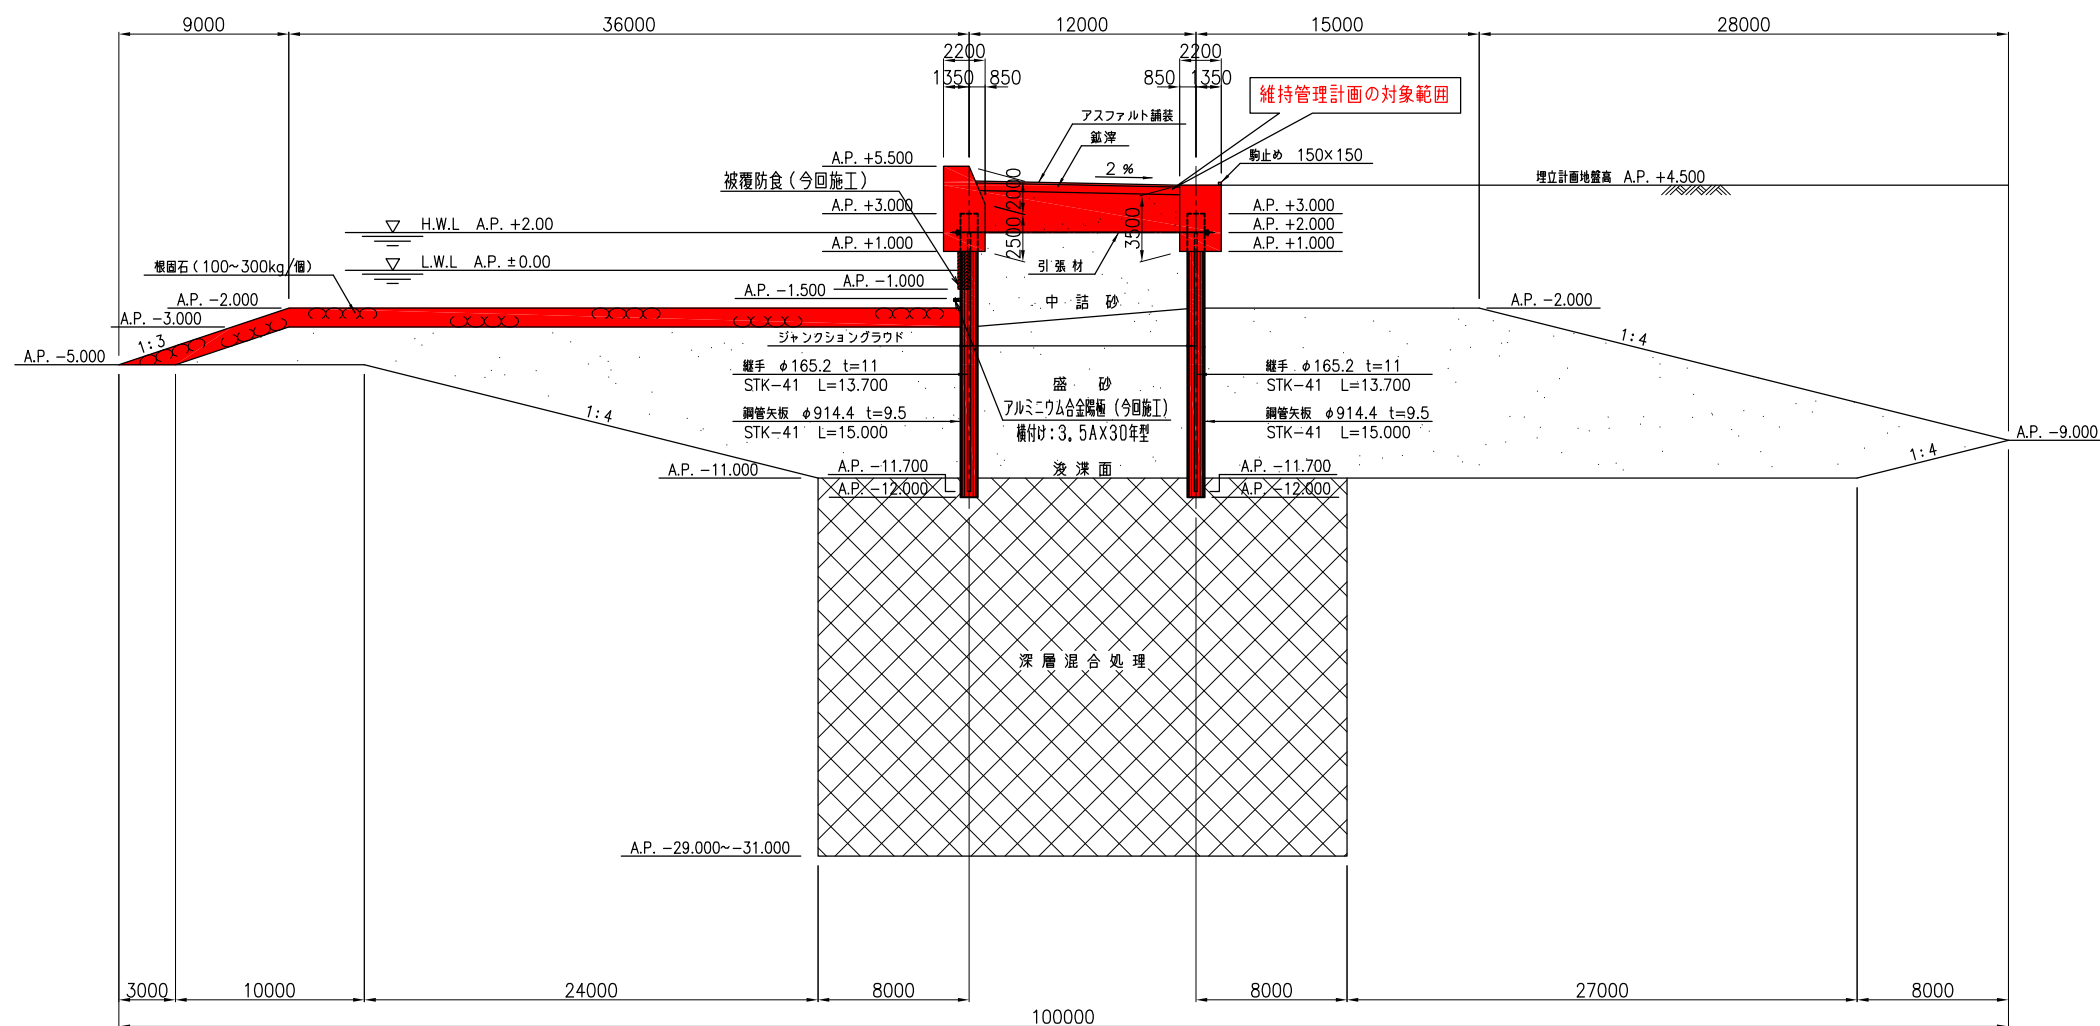 9000
36000
12000
15000
28000
2200
2200
1350
850
850
1350
維持管理計画の対象範囲
アスファルト舗装
鉱滓
2 %
駒止め 150×150
A.P. +5.500
被覆防食(今回施工)
埋立計画地盤高 A.P. +4.500
A.P. +3.000
2500/2000
3500
A.P. +3.000
H.W.L A.P. +2.00
A.P. +2.000
A.P. +1.000
A.P. +1.000
根固石(100~300kg/個)
L.W.L A.P. ±0.00
引張材
A.P. -1.000
A.P. -1.500
中詰砂
A.P. -2.000
A.P. -2.000
A.P. -3.000
1:3
1:4
ジャンクショングラウド
A.P. -5.000
継手 φ165.2 t=11
STK-41 L=13.700
継手 φ165.2 t=11
STK-41 L=13.700
盛砂
アルミニウム合金陽極(今回施工)
横付け:3.5AX30年型
1:4
鋼管矢板 φ914.4 t=9.5
STK-41 L=15.000
鋼管矢板 φ914.4 t=9.5
STK-41 L=15.000
A.P. -9.000
1:4
A.P. -11.000
A.P. -11.700
浚渫面
A.P. -11.700
A.P. -12.000
A.P. -12.000
深層混合処理
A.P. -29.000~-31.000
3000
10000
24000
8000
8000
27000
8000
100000